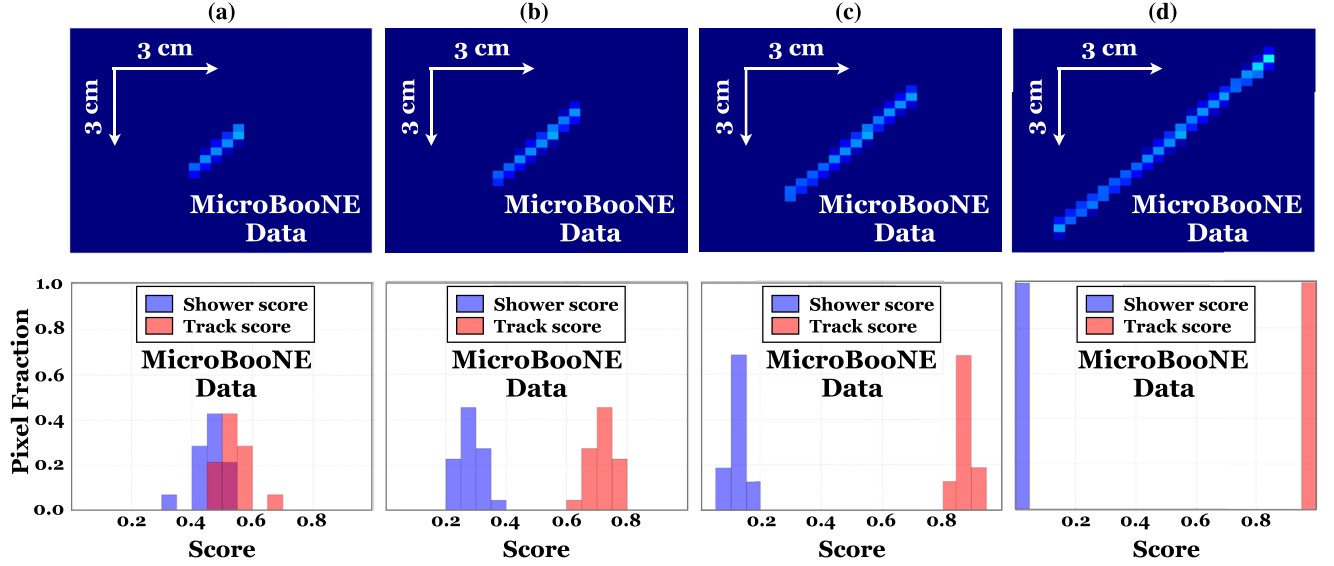 (a) (b) (c) (d)
3 cm 3 cm 3 cm 3 cm
3 cm 3 cm 3 cm 3 cm
MicroBooNE MicroBooNE MicroBooNE MicroBooNE
Data Data Data Data
1.0
0.8
0.6
0.4
0.2
0.0
Pixel Fraction
Shower score Shower score Shower score Shower score
Track score Track score Track score Track score
MicroBooNE MicroBooNE MicroBooNE MicroBooNE
Data Data Data Data
0.2 0.4 0.6 0.8 0.2 0.4 0.6 0.8 0.2 0.4 0.6 0.8 0.2 0.4 0.6 0.8
Score Score Score Score